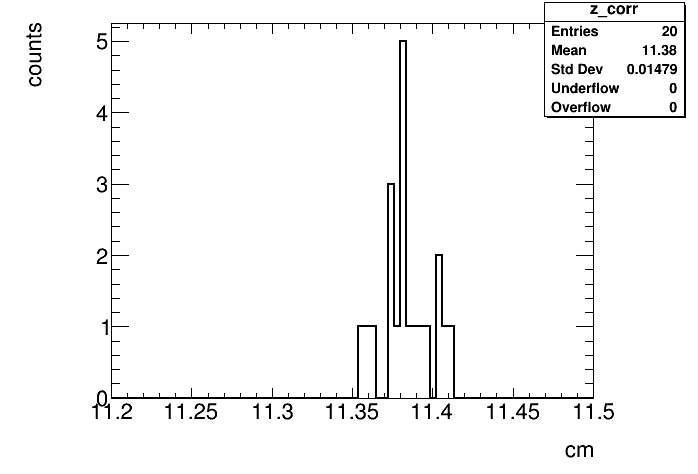 z_corr
Entries 20
Mean 11.38
Std Dev 0.01479
Underflow 0
Overflow 0
counts
5
4
3
2
1
0
11.2 11.25 11.3 11.35 11.4 11.45 11.5
cm